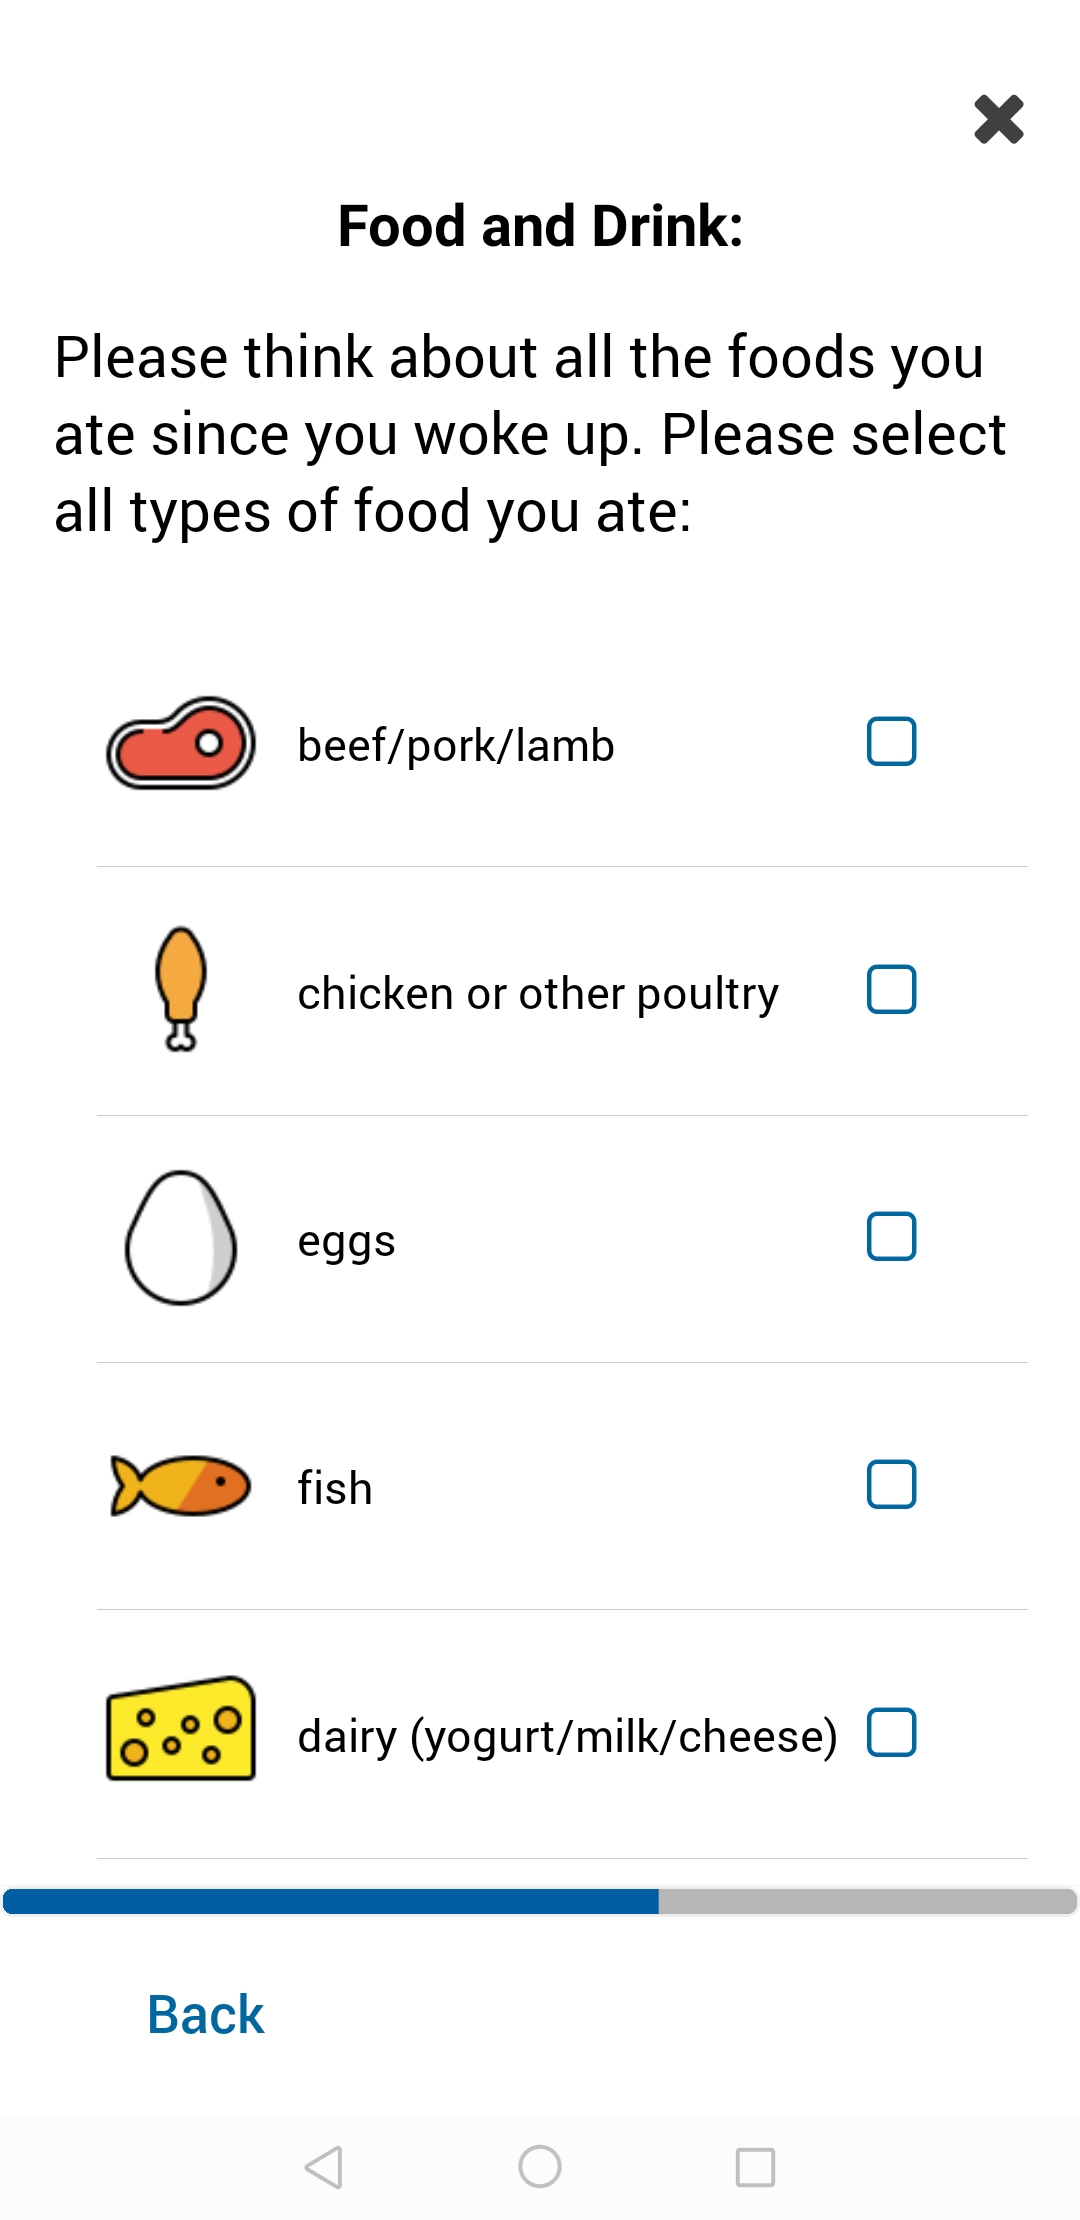 Food and Drink:
Please think about all the foods you
ate since you woke up. Please select
all types of food you ate:
beef/pork/lamb
chicken or other poultry
eggs
fish
dairy (yogurt/milk/cheese)
Back